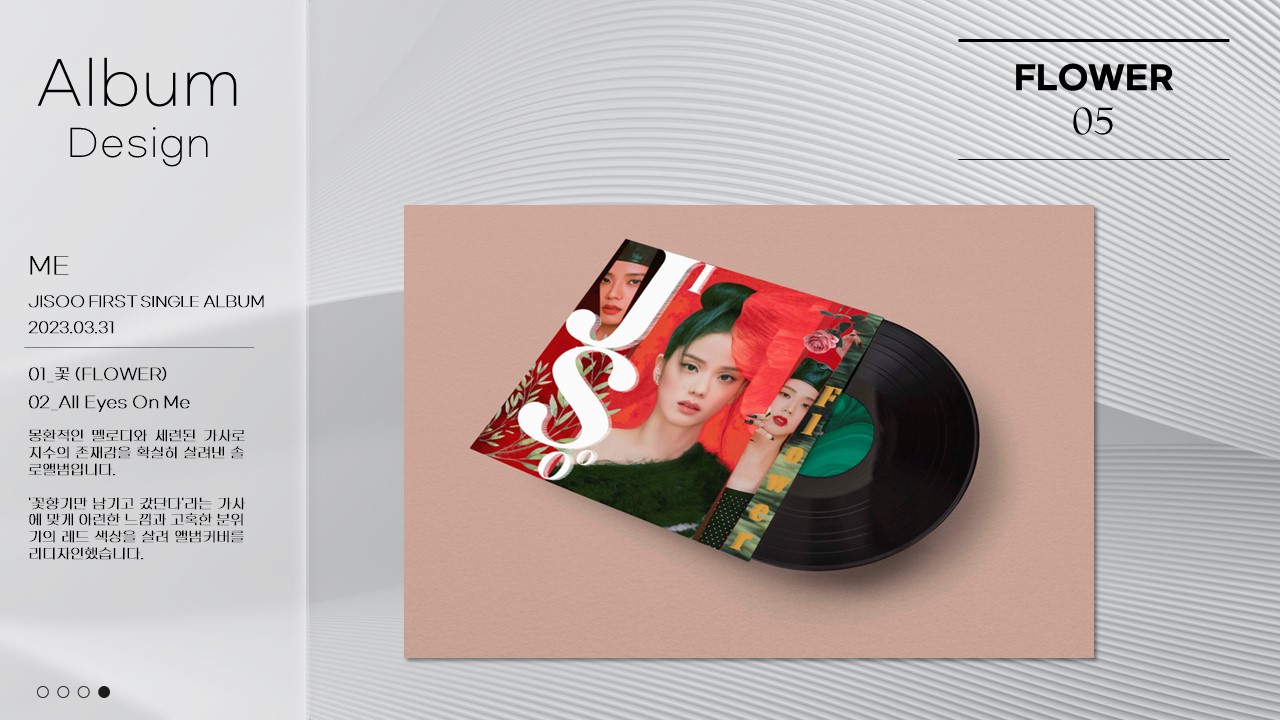 Album
Design
FLOWER
05
ME
JISOO FIRST SINGLE ALBUM
2023.03.31
01_꽃 (FLOWER)
02_All Eyes On Me
몽환적인 멜로디와 세련된 가사로
지수의 존재감을 확실히 살려낸 솔
로앨범입니다.
'꽃향기만 남기고 갔단다'라는 가사
에 맞게 아련한 느낌과 고혹한 분위
기의 레드 색상을 살려 앨범커버를
리디자인했습니다.
Ji
S
oo
Flower